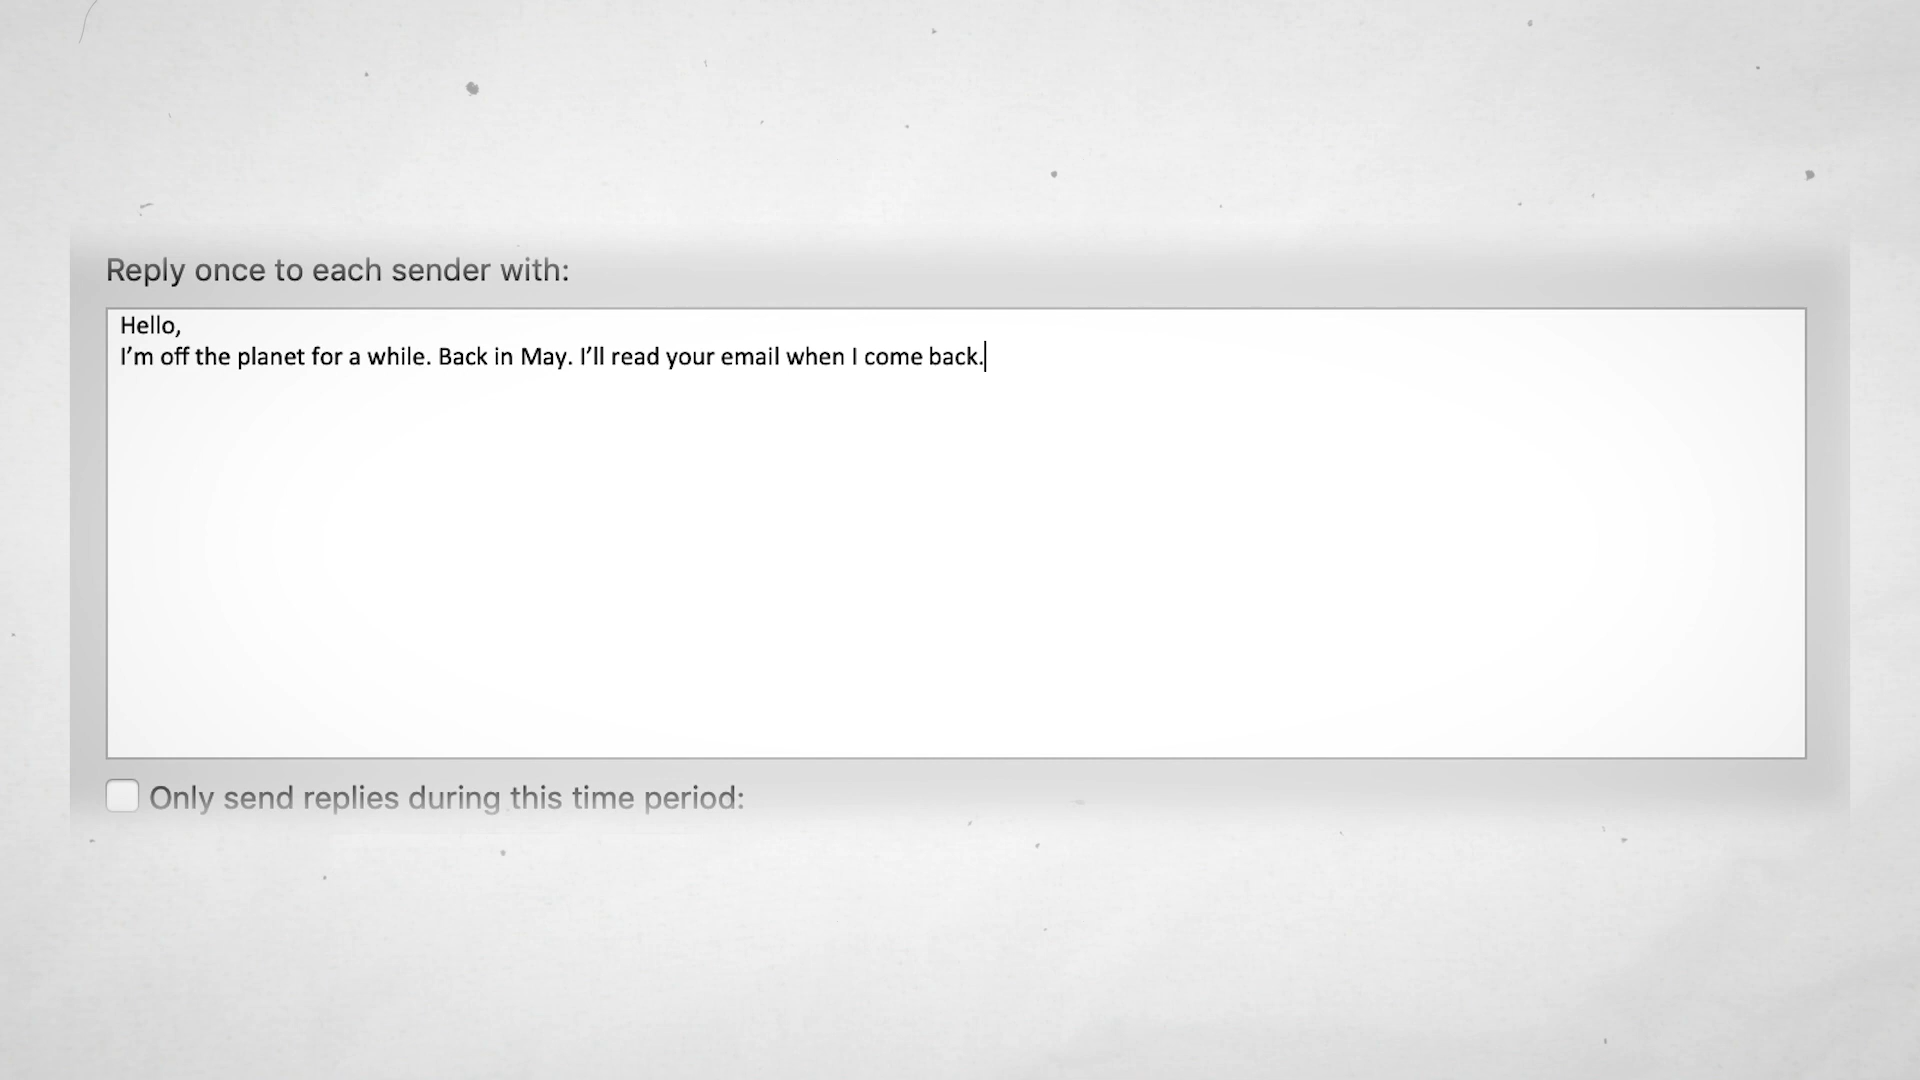 Reply once to each sender with:
Hello,
I’m off the planet for a while. Back in May. I’ll read your email when I come back.
Only send replies during this time period: